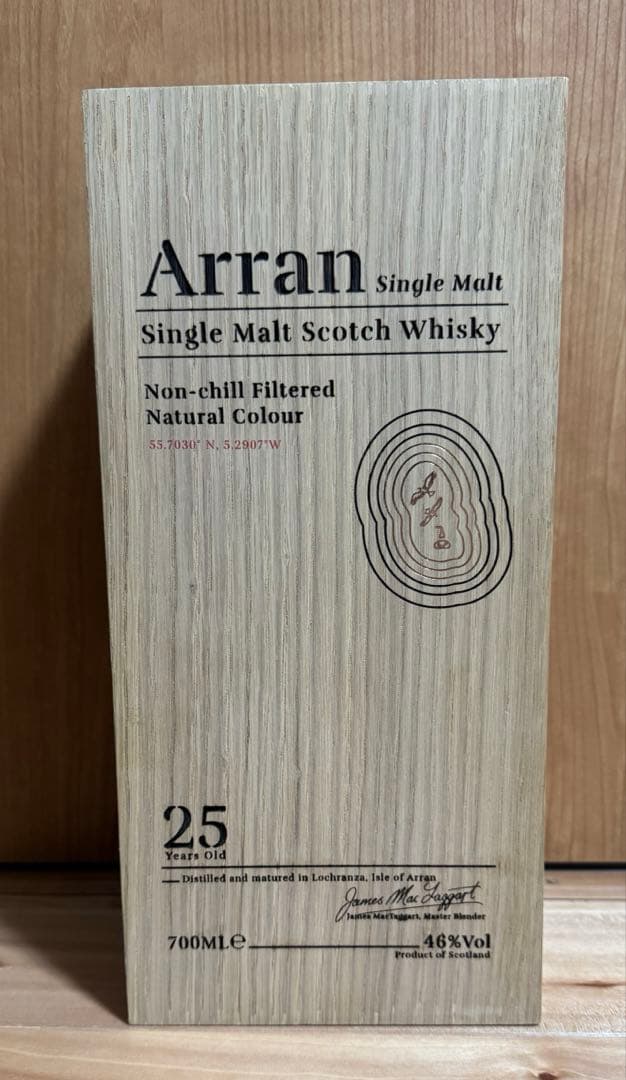 Arran Single Malt
Single Malt Scotch Whisky
Non-chill Filtered
Natural Colour
55.7030° N, 5.2907°W
25
Years Old
Distilled and matured in Lochranza, Isle of Arran
James MacTaggart
James MacTaggart, Master Blender
700ML℮ 46%Vol
Product of Scotland